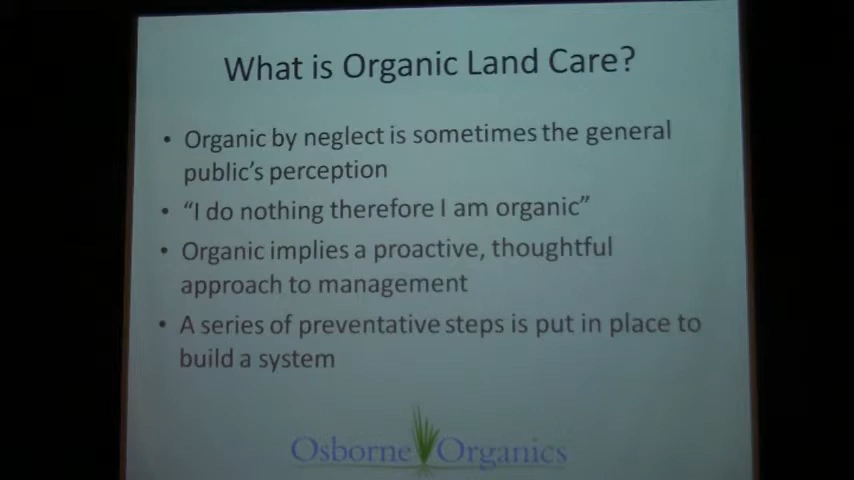 What is Organic Land Care?
• Organic by neglect is sometimes the general
public's perception
• "I do nothing therefore I am organic"
• Organic implies a proactive, thoughtful
approach to management
• A series of preventative steps is put in place to
build a system
Osborne Organics